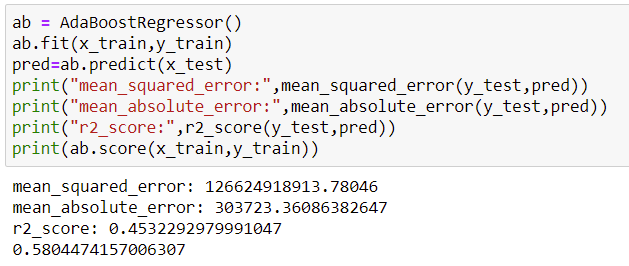 ab = AdaBoostRegressor()
ab.fit(x_train,y_train)
pred=ab.predict(x_test)
print("mean_squared_error:",mean_squared_error(y_test,pred))
print("mean_absolute_error:",mean_absolute_error(y_test,pred))
print("r2_score:",r2_score(y_test,pred))
print(ab.score(x_train,y_train))
mean_squared_error: 126624918913.78046
mean_absolute_error: 303723.36086382647
r2_score: 0.4532292979991047
0.5804474157006307